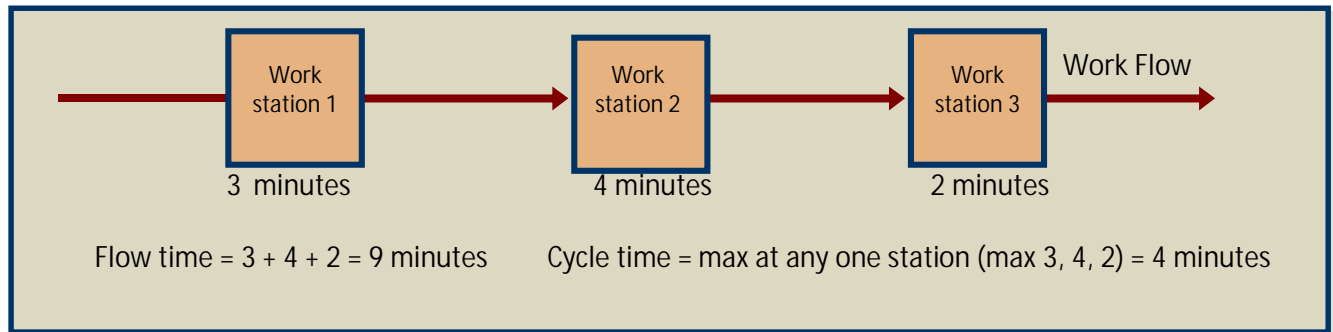 Work
station 1
Work
station 2
Work
station 3
Work Flow
3 minutes
4 minutes
2 minutes
Flow time = 3 + 4 + 2 = 9 minutes
Cycle time = max at any one station (max 3, 4, 2) = 4 minutes